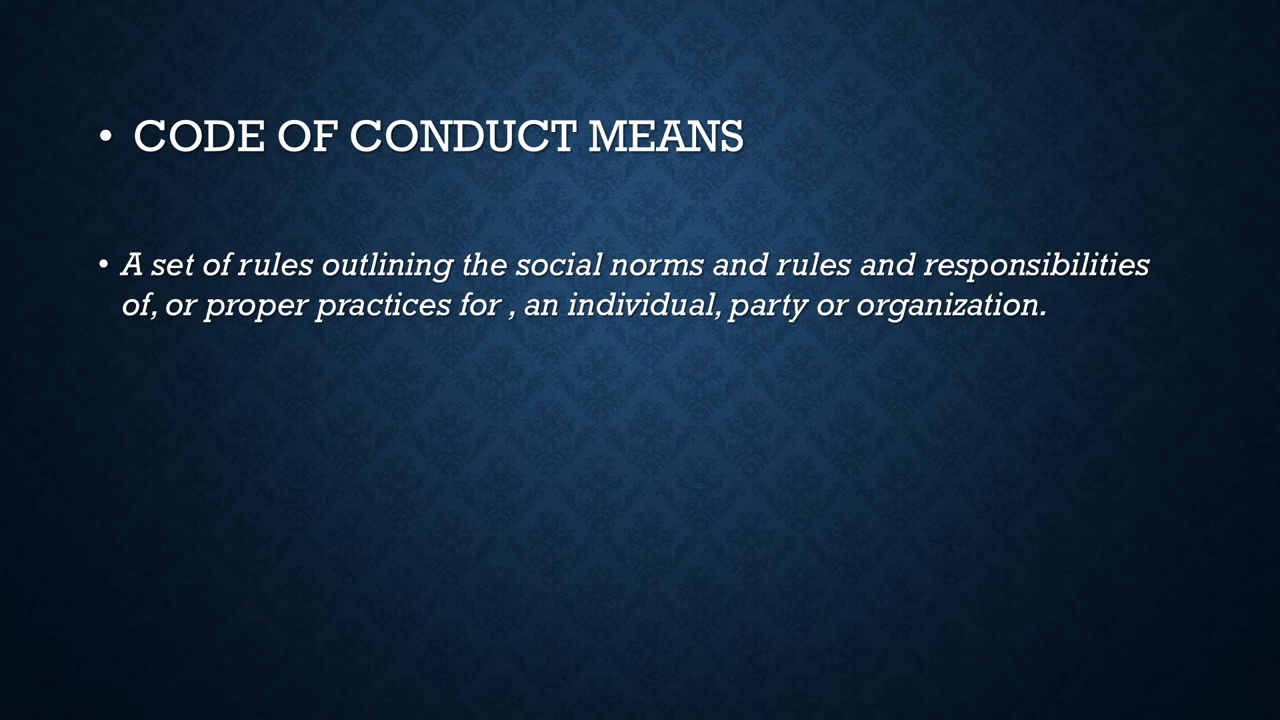 • CODE OF CONDUCT MEANS
• A set of rules outlining the social norms and rules and responsibilities
of, or proper practices for , an individual, party or organization.